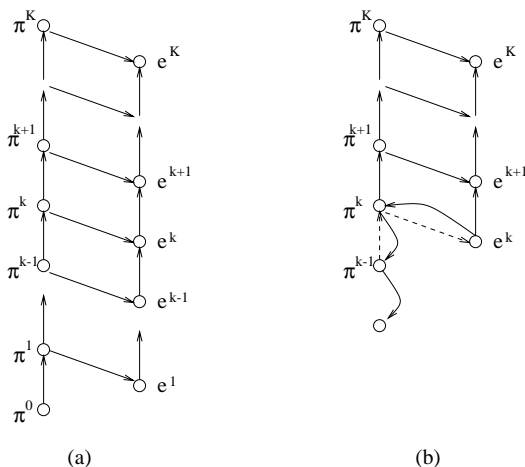 π^K
e^K
π^{k+1}
e^{k+1}
π^k
e^k
π^{k-1}
e^{k-1}
π^1
e^1
π^0
(a)
π^K
e^K
π^{k+1}
e^{k+1}
π^k
e^k
π^{k-1}
(b)